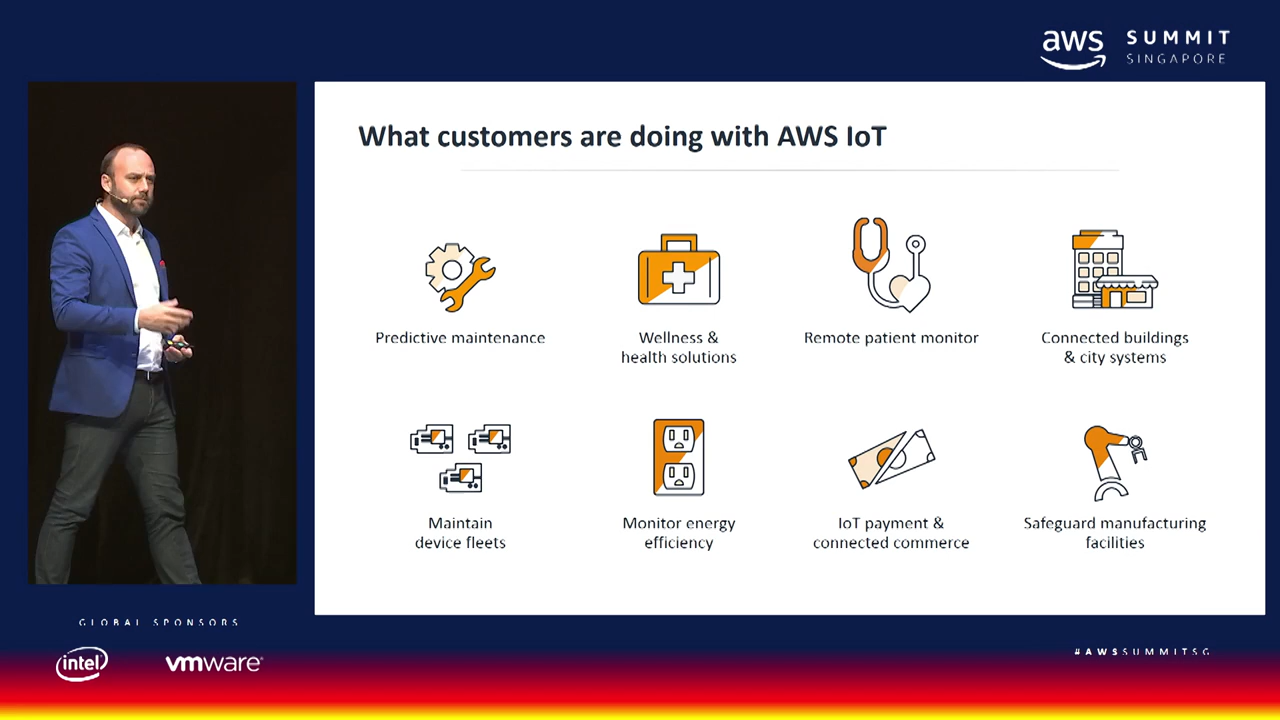 aws SUMMIT
SINGAPORE
What customers are doing with AWS IoT
Predictive maintenance
Wellness &
health solutions
Remote patient monitor
Connected buildings
& city systems
Maintain
device fleets
Monitor energy
efficiency
IoT payment &
connected commerce
Safeguard manufacturing
facilities
GLOBAL SPONSORS
intel
vmware
#AWSSUMMITSG